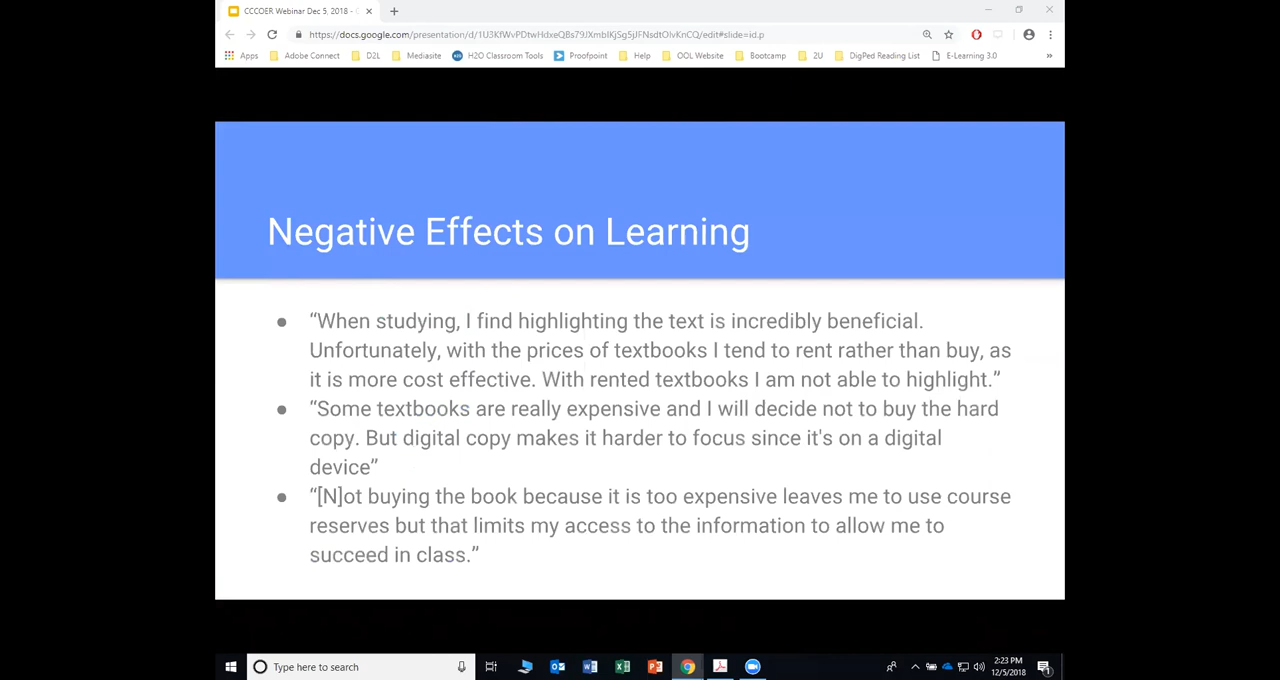 CCCOER Webinar Dec 5, 2018 - 
https://docs.google.com/presentation/d/1U3KfWvPDtwHdxeQBs79JXmbIKjSg5jJFNsdtOlvKnCQ/edit#slide=id.p
Apps Adobe Connect D2L Mediasite H2O Classroom Tools Proofpoint Help OOL Website Bootcamp 2U DigPed Reading List E-Learning 3.0 »
Negative Effects on Learning
● “When studying, I find highlighting the text is incredibly beneficial.
Unfortunately, with the prices of textbooks I tend to rent rather than buy, as
it is more cost effective. With rented textbooks I am not able to highlight.”
● “Some textbooks are really expensive and I will decide not to buy the hard
copy. But digital copy makes it harder to focus since it's on a digital
device”
● “[N]ot buying the book because it is too expensive leaves me to use course
reserves but that limits my access to the information to allow me to
succeed in class.”
Type here to search
2:23 PM
12/5/2018
1